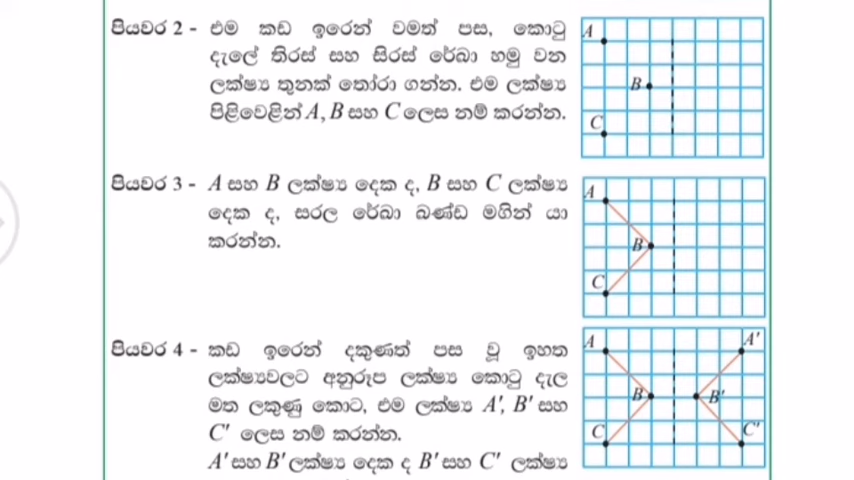 පියවර 2 - එම කඩ ඉරෙන් වමත් පස, කොටු
දැලේ තිරස් සහ සිරස් රේඛා හමු වන
ලක්ෂ්‍ය තුනක් තෝරා ගන්න. එම ලක්ෂ්‍ය
පිළිවෙළින් A, B සහ C ලෙස නම් කරන්න.
A
B
C
පියවර 3 - A සහ B ලක්ෂ්‍ය දෙක ද, B සහ C ලක්ෂ්‍ය
දෙක ද, සරල රේඛා ඛණ්ඩ මගින් යා
කරන්න.
A
B
C
පියවර 4 - කඩ ඉරෙන් දකුණත් පස වූ ඉහත
ලක්ෂ්‍යවලට අනුරූප ලක්ෂ්‍ය කොටු දැල
මත ලකුණු කොට, එම ලක්ෂ්‍ය A', B' සහ
C' ලෙස නම් කරන්න.
A' සහ B' ලක්ෂ්‍ය දෙක ද B' සහ C' ලක්ෂ්‍ය
A A'
B B'
C C'